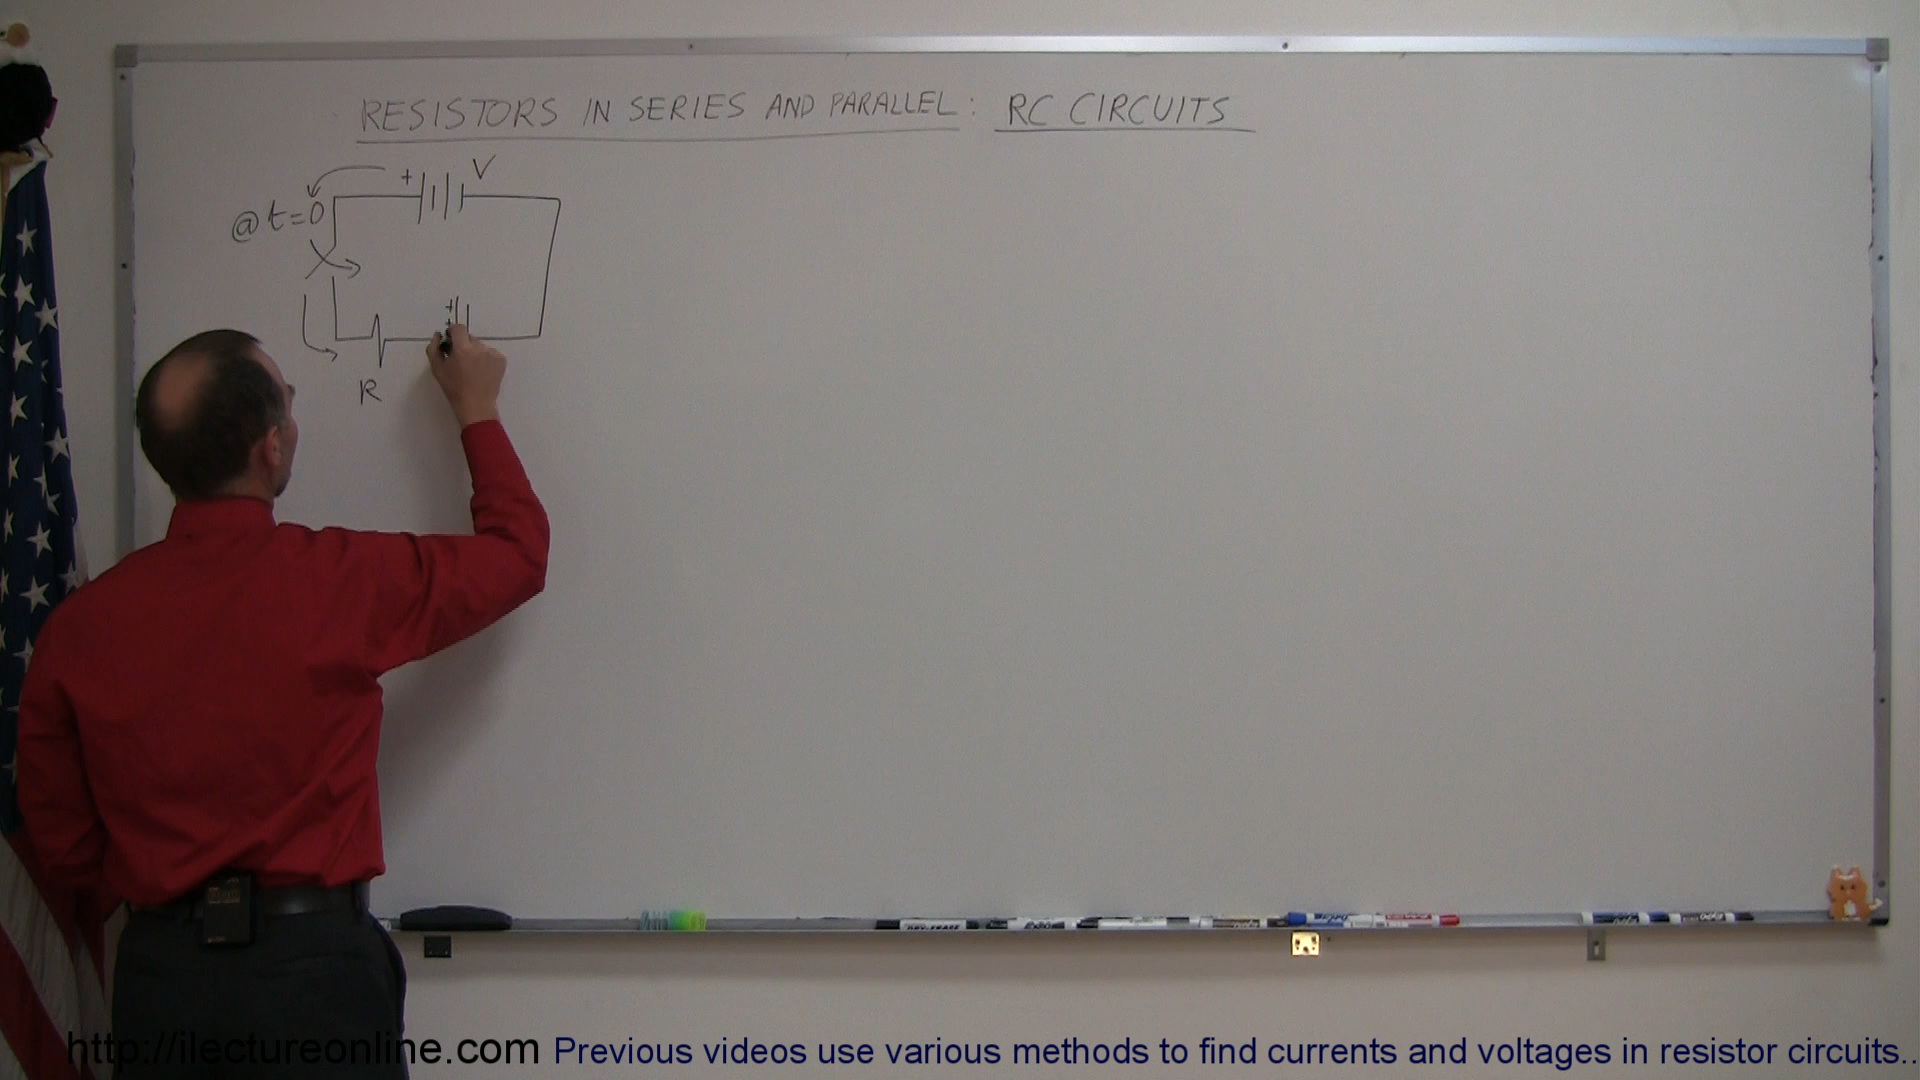 RESISTORS IN SERIES AND PARALLEL: RC CIRCUITS
+ V
@ t=0
+
+
R
http://ilectureonline.com Previous videos use various methods to find currents and voltages in resistor circuits..